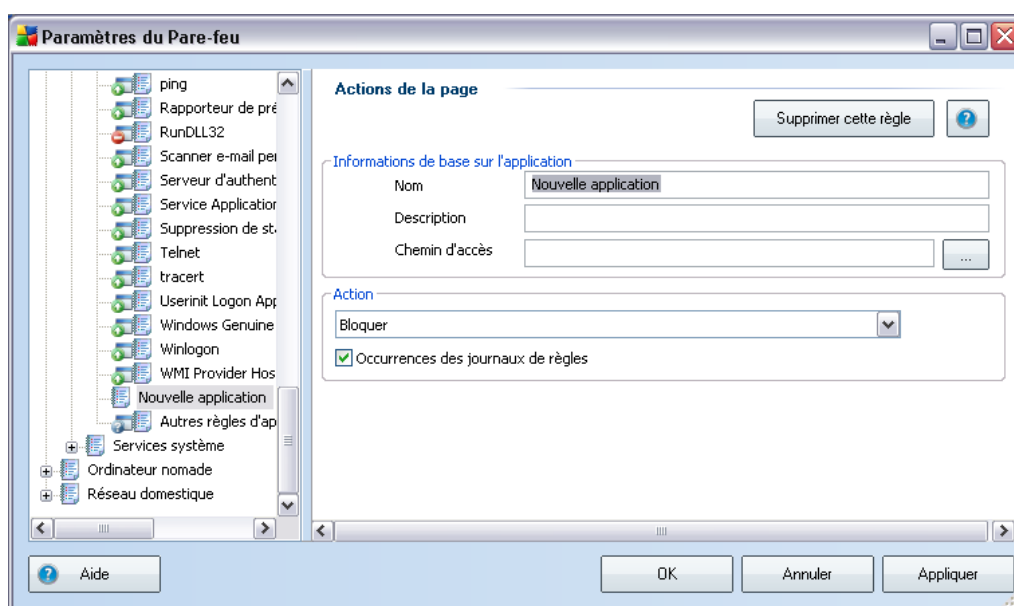 Paramètres du Pare-feu
ping
Rapporteur de pré
RunDLL32
Scanner e-mail per
Serveur d'authent
Service Application
Suppression de sta
Telnet
tracert
Userinit Logon App
Windows Genuine
Winlogon
WMI Provider Hos
Nouvelle application
Autres règles d'ap
Services système
Ordinateur nomade
Réseau domestique
Actions de la page
Supprimer cette règle
Informations de base sur l'application
Nom
Nouvelle application
Description
Chemin d'accès
...
Action
Bloquer
Occurrences des journaux de règles
Aide
OK
Annuler
Appliquer